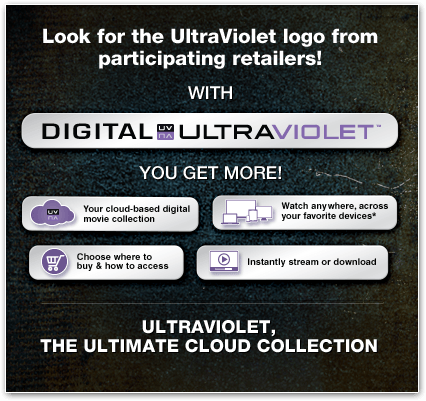 Look for the UltraViolet logo from
participating retailers!
WITH
DIGITAL UV ULTRAVIOLET™
YOU GET MORE!
UV
Your cloud-based digital
movie collection
Watch anywhere, across
your favorite devices*
Choose where to
buy & how to access
Instantly stream or download
ULTRAVIOLET,
THE ULTIMATE CLOUD COLLECTION